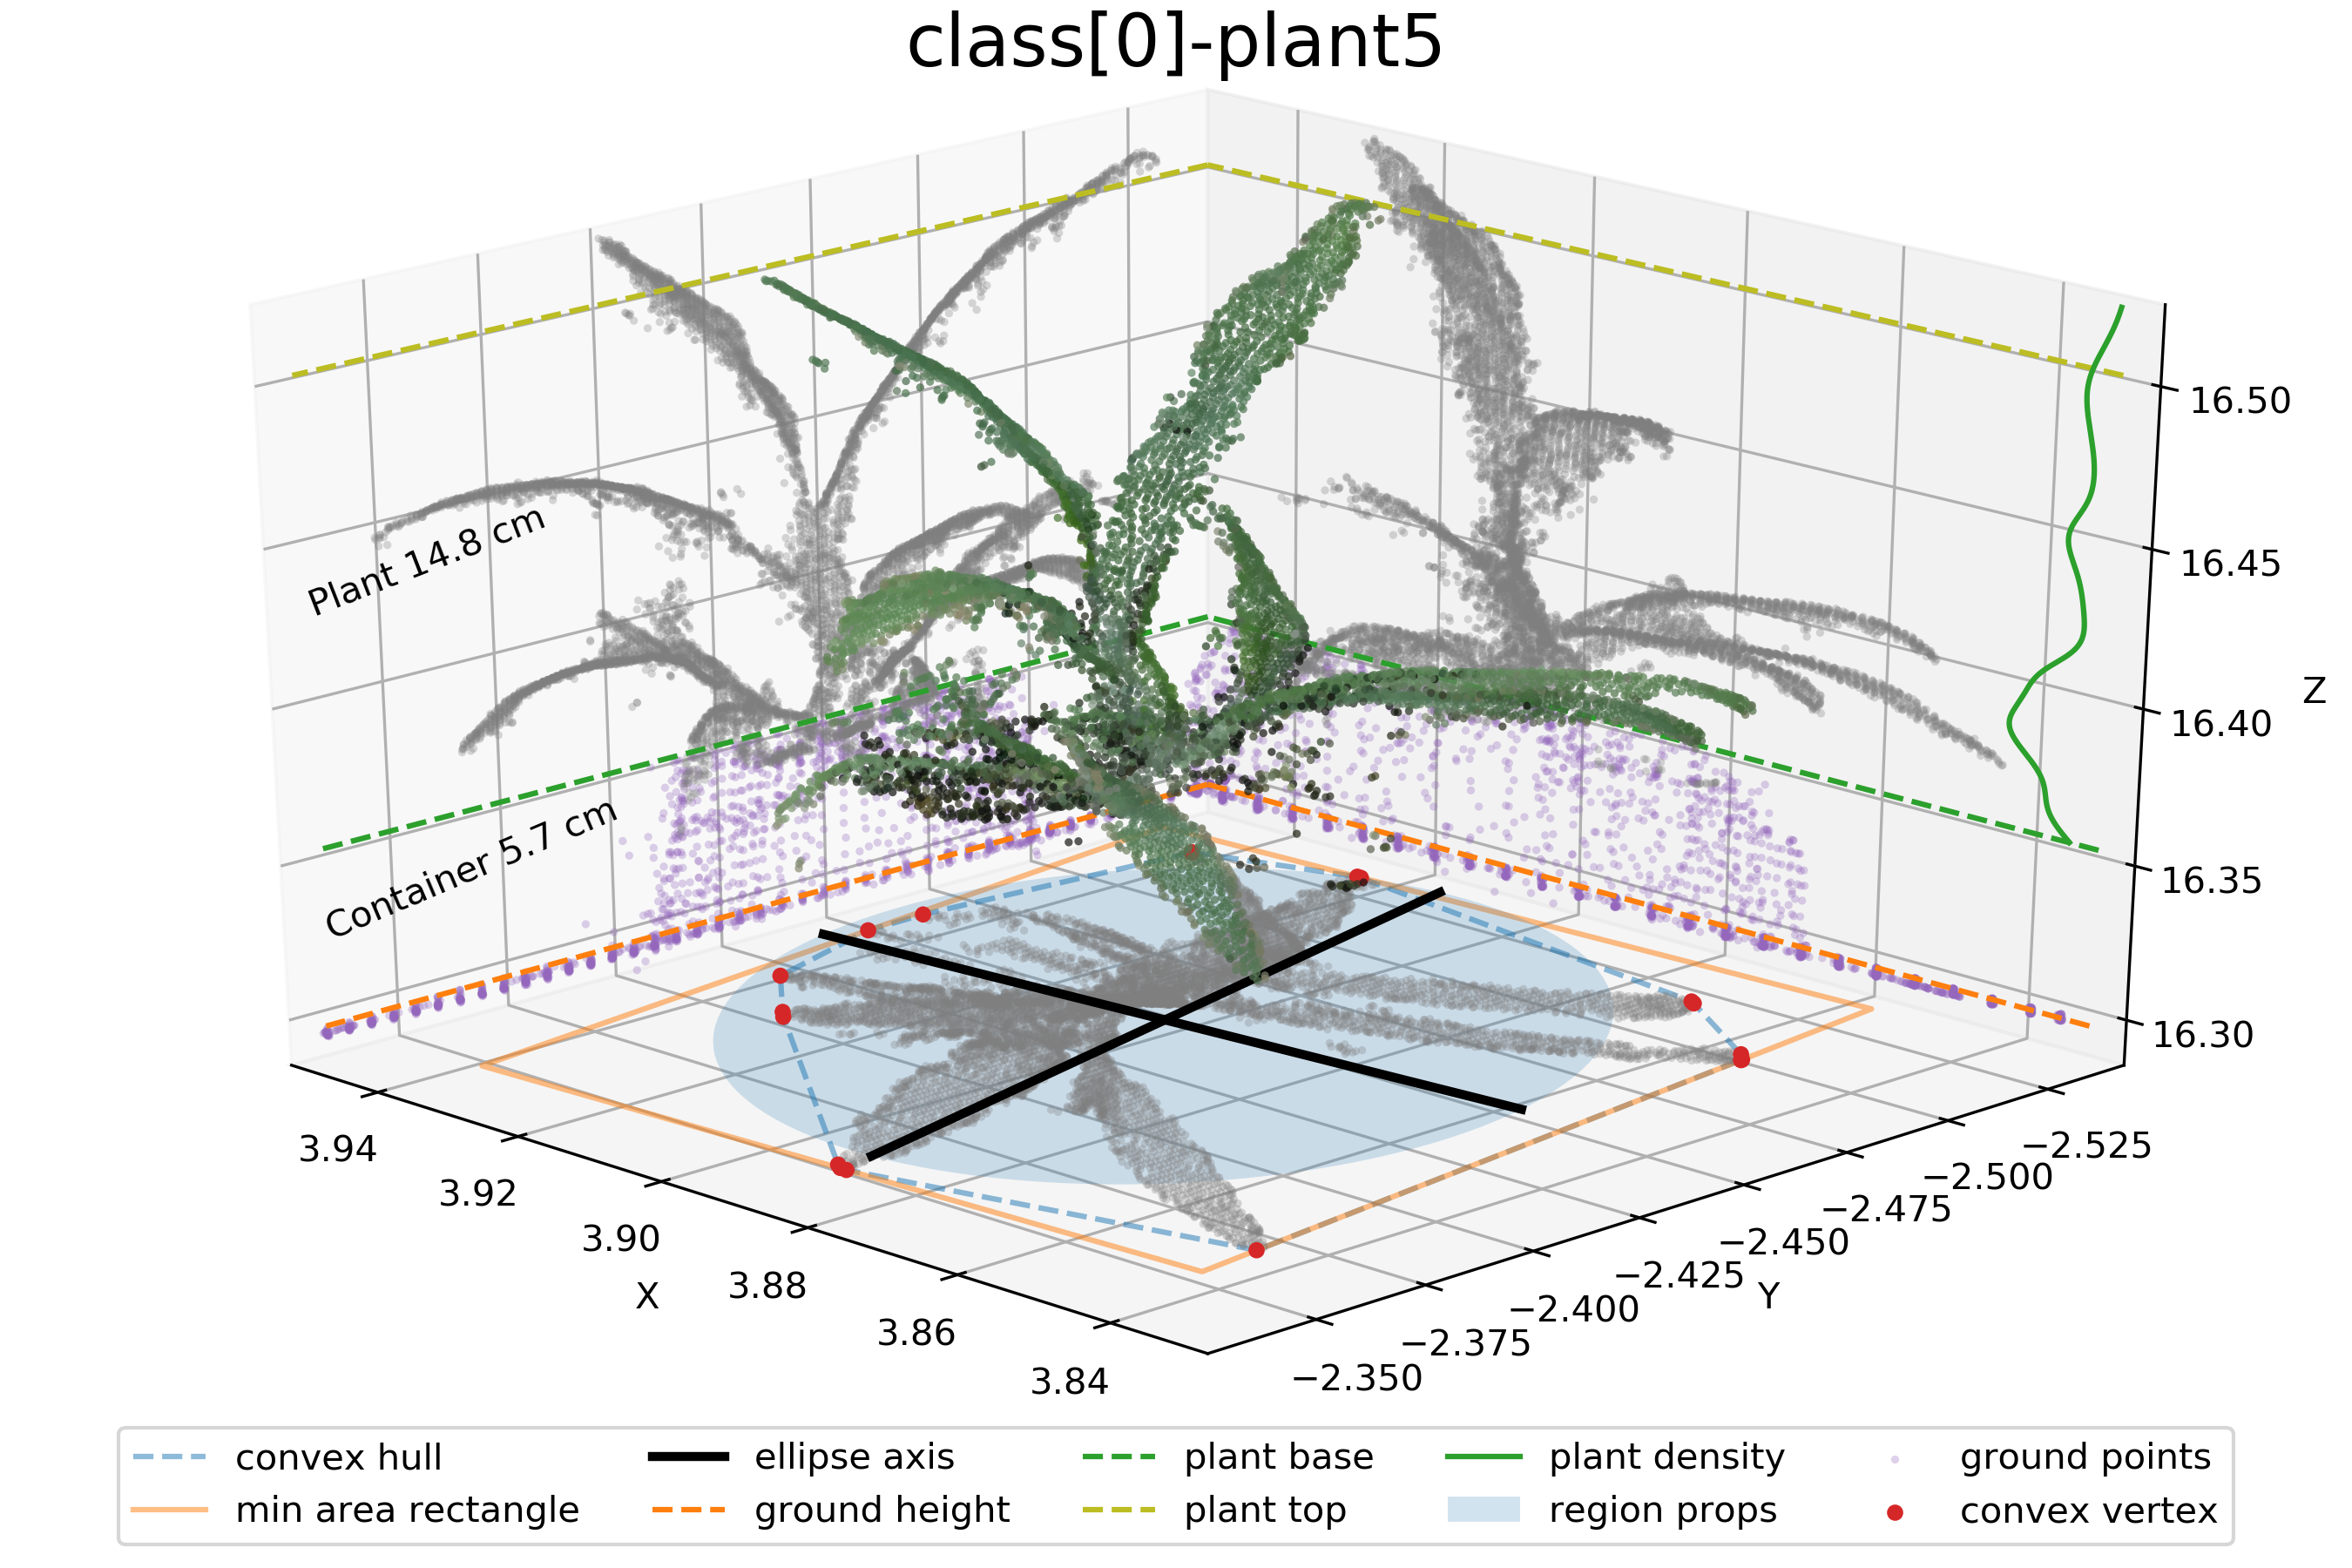 class[0]-plant5
Plant 14.8 cm
Container 5.7 cm
16.50
16.45
16.40
16.35
16.30
Z
3.94
3.92
3.90
3.88
3.86
3.84
X
−2.525
−2.500
−2.475
−2.450
−2.425
−2.400
−2.375
−2.350
Y
convex hull
min area rectangle
ellipse axis
ground height
plant base
plant top
plant density
region props
ground points
convex vertex